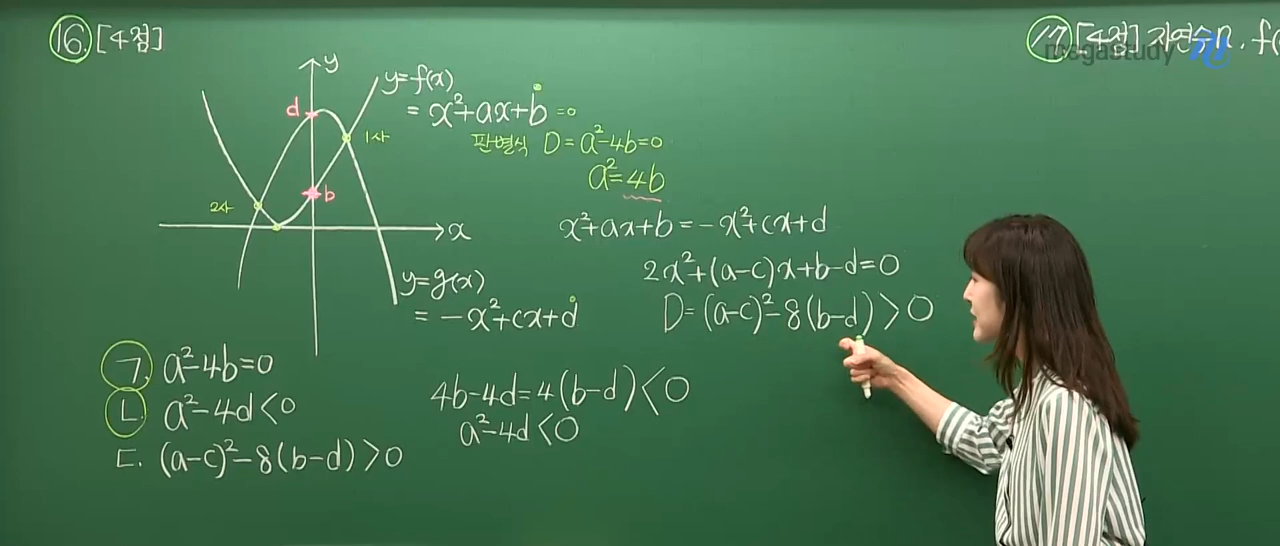 16. [4점]
17. [4점] 자연수 n. f(
megastudy
y
d
y=f(x)
= x²+ax+b =0
1사
판별식 D=a²-4b=0
a²=4b
b
2사
x
x²+ax+b=-x²+cx+d
2x²+(a-c)x+b-d=0
y=g(x)
= -x²+cx+d
D=(a-c)²-8(b-d)>0
ㄱ. a²-4b=0
ㄴ. a²-4d<0
ㄷ. (a-c)²-8(b-d)>0
4b-4d=4(b-d)<0
a²-4d<0